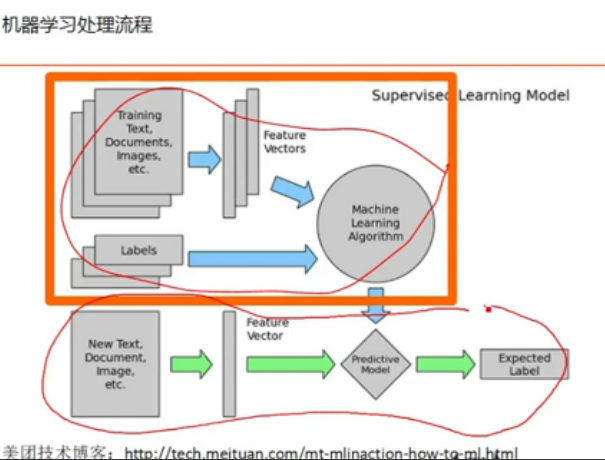 机器学习处理流程
Supervised Learning Model
Training
Text,
Documents,
Images,
etc.
Feature
Vectors
Machine
Learning
Algorithm
Labels
New Text,
Document,
Image,
etc.
Feature
Vector
Predictive
Model
Expected
Label
美团技术博客：http://tech.meituan.com/mt-mlinaction-how-to-ml.html